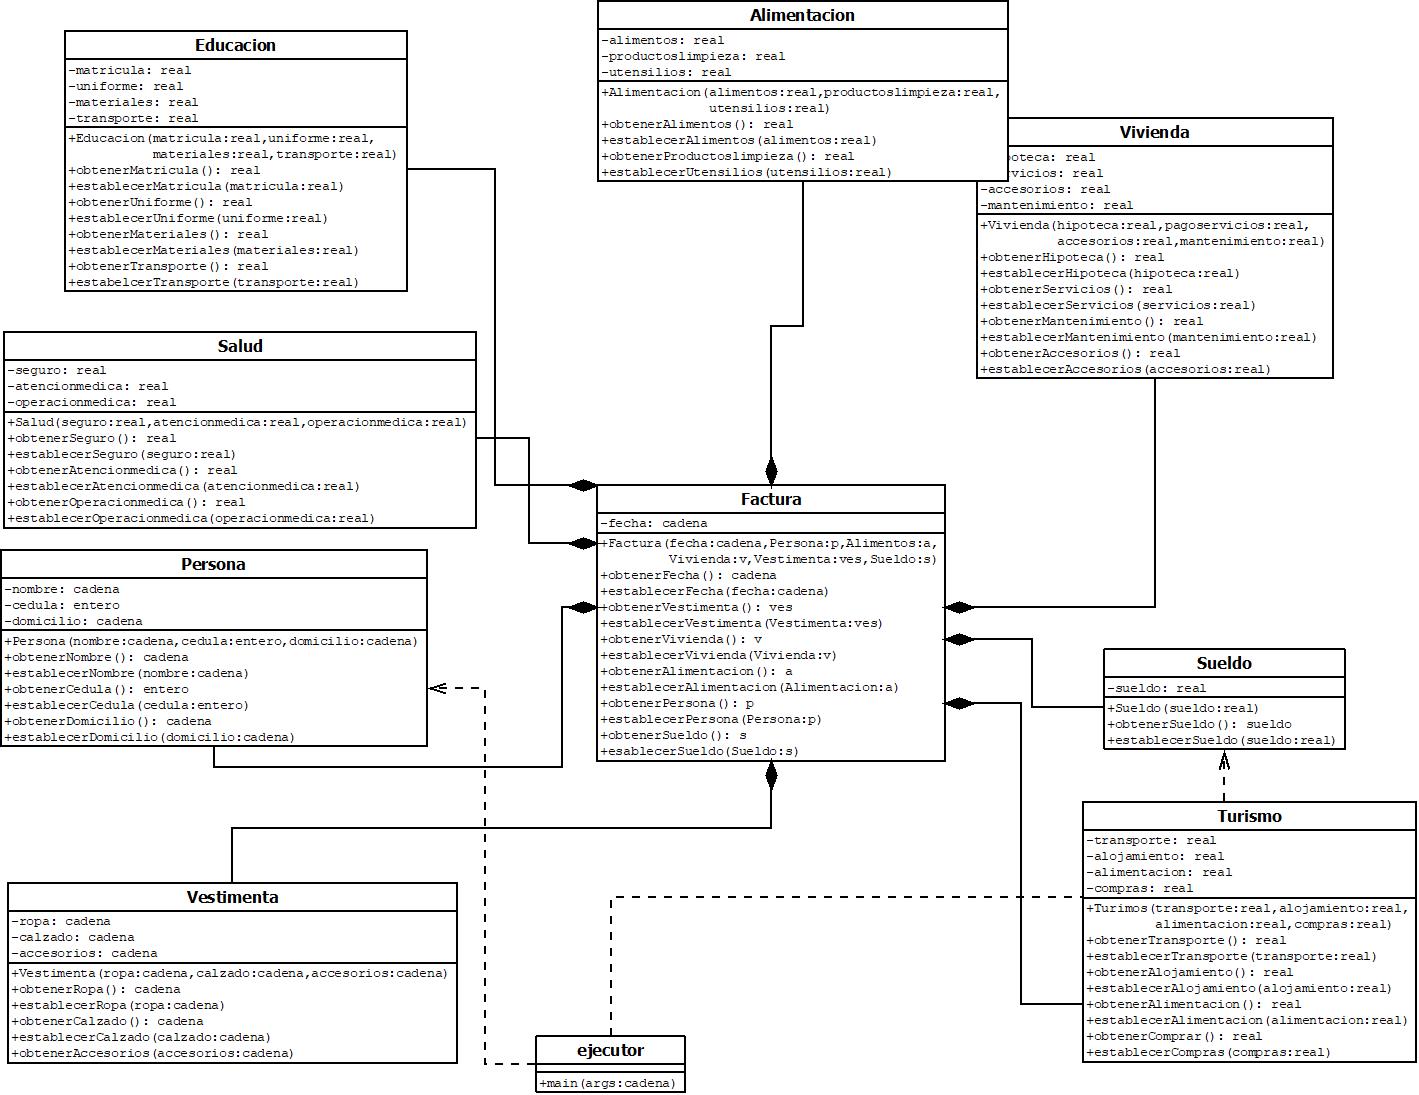 Educacion
-matricula: real
-uniforme: real
-materiales: real
-transporte: real
+Educacion(matricula:real,uniforme:real,
materiales:real,transporte:real)
+obtenerMatricula(): real
+establecerMatricula(matricula:real)
+obtenerUniforme(): real
+establecerUniforme(uniforme:real)
+obtenerMateriales(): real
+establecerMateriales(materiales:real)
+obtenerTransporte(): real
+estabelcerTransporte(transporte:real)
Alimentacion
-alimentos: real
-productoslimpieza: real
-utensilios: real
+Alimentacion(alimentos:real,productoslimpieza:real,
utensilios:real)
+obtenerAlimentos(): real
+establecerAlimentos(alimentos:real)
+obtenerProductoslimpieza(): real
+establecerUtensilios(utensilios:real)
Vivienda
poteca: real
rvicios: real
-accesorios: real
-mantenimiento: real
+Vivienda(hipoteca:real,pagoservicios:real,
accesorios:real,mantenimiento:real)
+obtenerHipoteca(): real
+establecerHipoteca(hipoteca:real)
+obtenerServicios(): real
+establecerServicios(servicios:real)
+obtenerMantenimiento(): real
+establecerMantenimiento(mantenimiento:real)
+obtenerAccesorios(): real
+establecerAccesorios(accesorios:real)
Salud
-seguro: real
-atencionmedica: real
-operacionmedica: real
+Salud(seguro:real,atencionmedica:real,operacionmedica:real)
+obtenerSeguro(): real
+establecerSeguro(seguro:real)
+obtenerAtencionmedica(): real
+establecerAtencionmedica(atencionmedica:real)
+obtenerOperacionmedica(): real
+establecerOperacionmedica(operacionmedica:real)
Factura
-fecha: cadena
+Factura(fecha:cadena,Persona:p,Alimentos:a,
Vivienda:v,Vestimenta:ves,Sueldo:s)
+obtenerFecha(): cadena
+establecerFecha(fecha:cadena)
+obtenerVestimenta(): ves
+establecerVestimenta(Vestimenta:ves)
+obtenerVivienda(): v
+establecerVivienda(Vivienda:v)
+obtenerAlimentacion(): a
+establecerAlimentacion(Alimentacion:a)
+obtenerPersona(): p
+establecerPersona(Persona:p)
+obtenerSueldo(): s
+esablecerSueldo(Sueldo:s)
Persona
-nombre: cadena
-cedula: entero
-domicilio: cadena
+Persona(nombre:cadena,cedula:entero,domicilio:cadena)
+obtenerNombre(): cadena
+establecerNombre(nombre:cadena)
+obtenerCedula(): entero
+establecerCedula(cedula:entero)
+obtenerDomicilio(): cadena
+establecerDomicilio(domicilio:cadena)
Sueldo
-sueldo: real
+Sueldo(sueldo:real)
+obtenerSueldo(): sueldo
+establecerSueldo(sueldo:real)
Turismo
-transporte: real
-alojamiento: real
-alimentacion: real
-compras: real
+Turimos(transporte:real,alojamiento:real,
alimentacion:real,compras:real)
+obtenerTransporte(): real
+establecerTransporte(transporte:real)
+obtenerAlojamiento(): real
+establecerAlojamiento(alojamiento:real)
+obtenerAlimentacion(): real
+establecerAlimentacion(alimentacion:real)
+obtenerComprar(): real
+establecerCompras(compras:real)
Vestimenta
-ropa: cadena
-calzado: cadena
-accesorios: cadena
+Vestimenta(ropa:cadena,calzado:cadena,accesorios:cadena)
+obtenerRopa(): cadena
+establecerRopa(ropa:cadena)
+obtenerCalzado(): cadena
+establecerCalzado(calzado:cadena)
+obtenerAccesorios(accesorios:cadena)
ejecutor
+main(args:cadena)